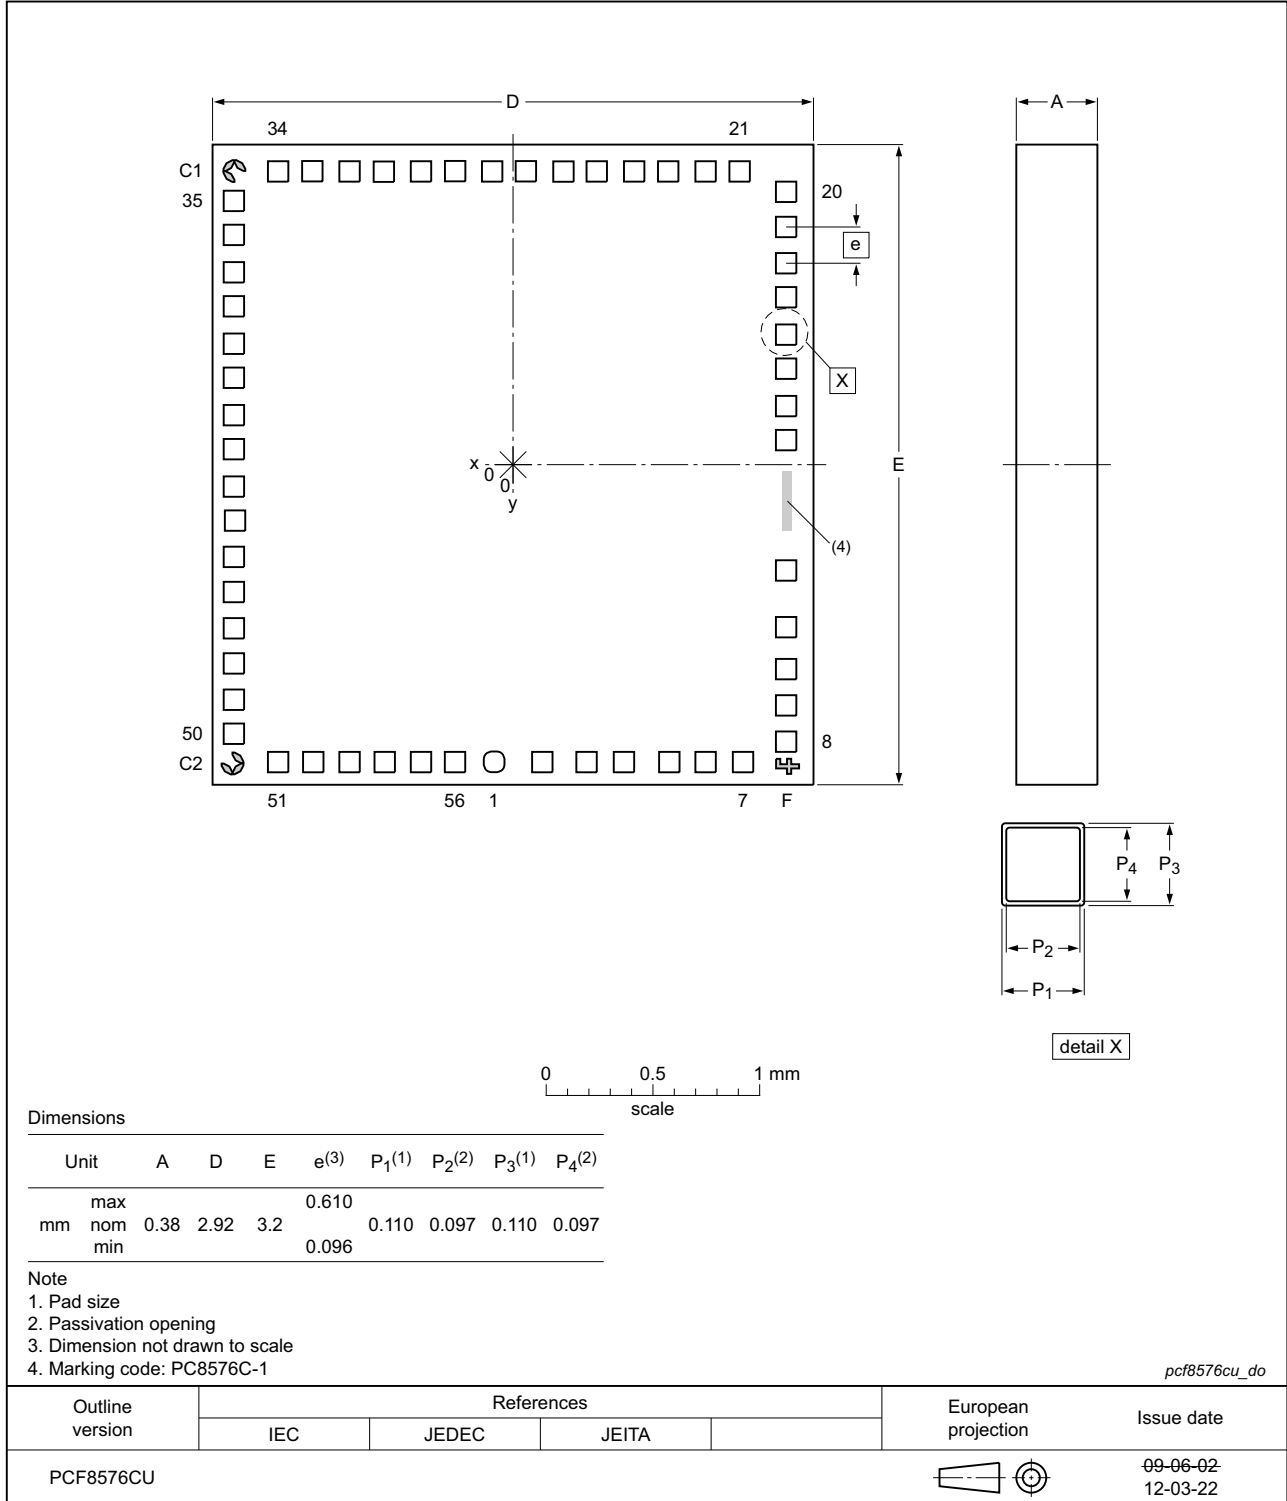 D
A
34
21
C1
35
20
e
X
x
0
0
y
E
(4)
50
8
C2
51
56
1
7
F
P4
P3
P2
P1
detail X
0
0.5
1 mm
scale
Dimensions
Unit A D E e(3) P1(1) P2(2) P3(1) P4(2)
max 0.610
mm nom 0.38 2.92 3.2 0.110 0.097 0.110 0.097
min 0.096
Note
1. Pad size
2. Passivation opening
3. Dimension not drawn to scale
4. Marking code: PC8576C-1
pcf8576cu_do
Outline version
References
European projection
Issue date
IEC JEDEC JEITA
PCF8576CU
09-06-02
12-03-22